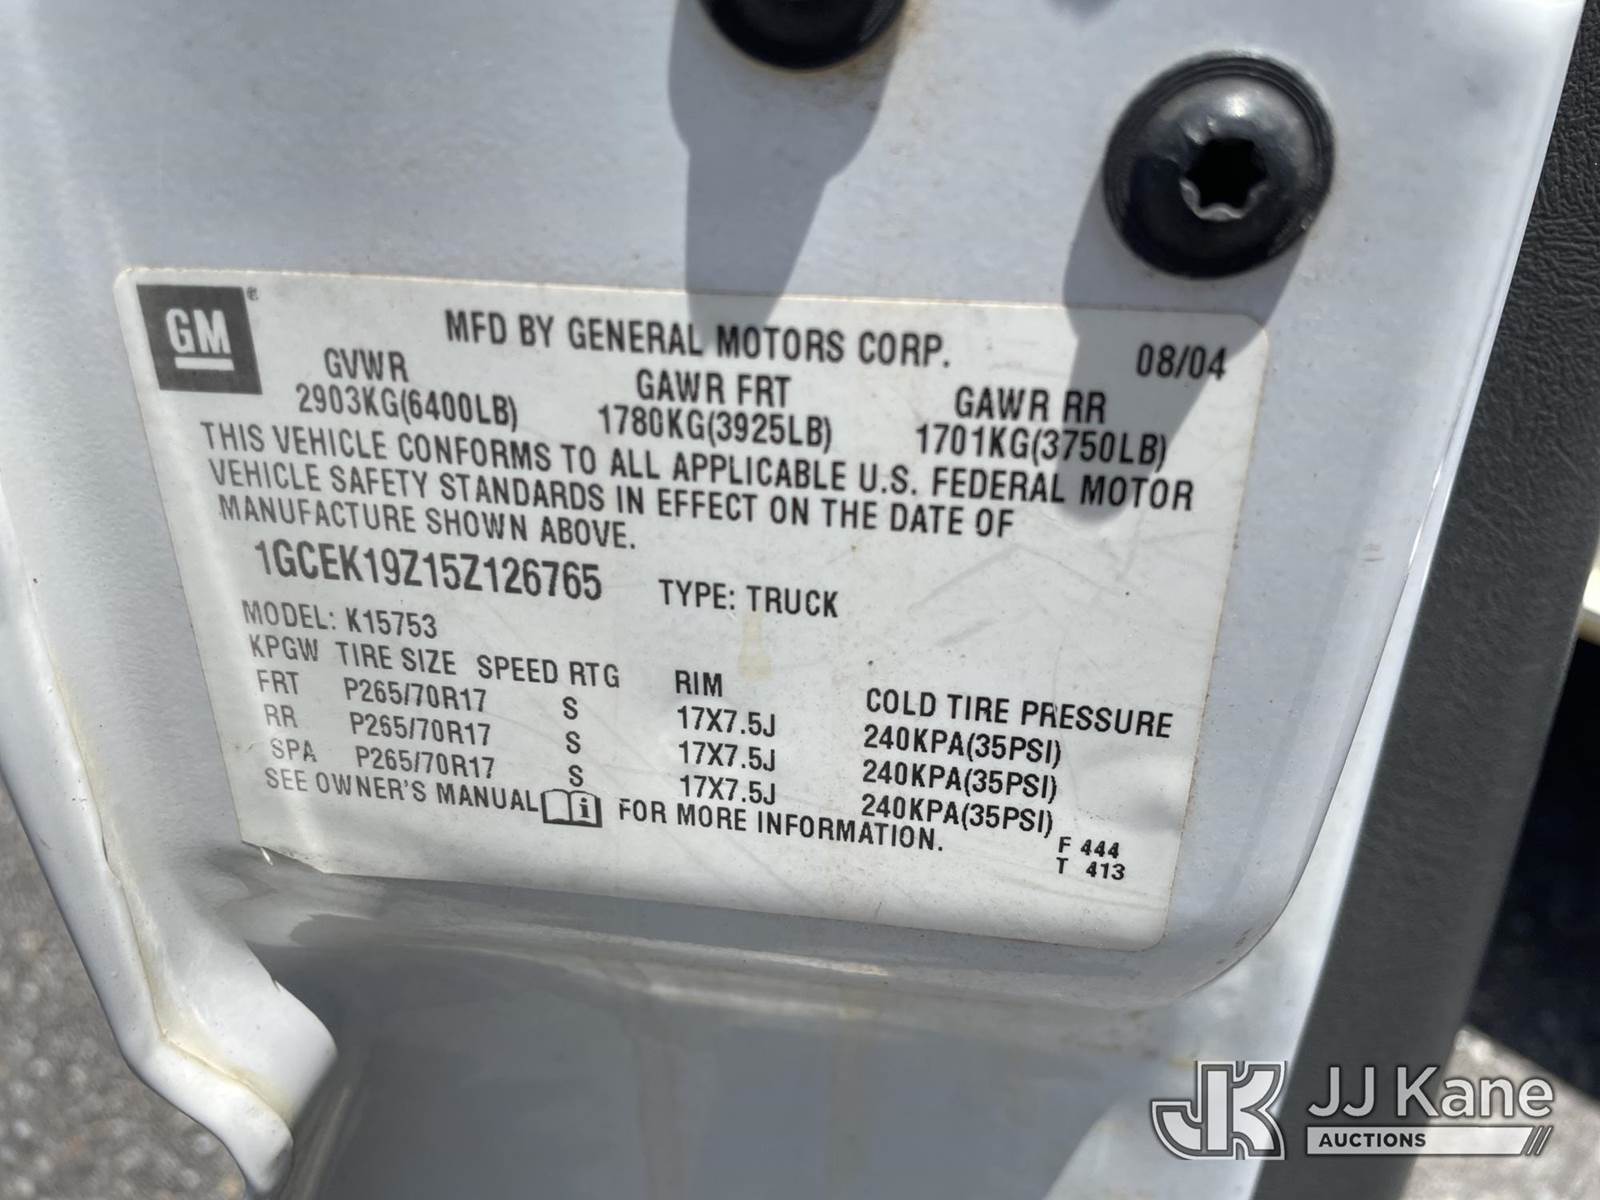 GM
MFD BY GENERAL MOTORS CORP. 08/04
GVWR GAWR FRT GAWR RR
2903KG(6400LB) 1780KG(3925LB) 1701KG(3750LB)
THIS VEHICLE CONFORMS TO ALL APPLICABLE U.S. FEDERAL MOTOR
VEHICLE SAFETY STANDARDS IN EFFECT ON THE DATE OF
MANUFACTURE SHOWN ABOVE.
1GCEK19Z15Z126765 TYPE: TRUCK
MODEL: K15753
KPGW TIRE SIZE SPEED RTG RIM COLD TIRE PRESSURE
FRT P265/70R17 S 17X7.5J 240KPA(35PSI)
RR P265/70R17 S 17X7.5J 240KPA(35PSI)
SPA P265/70R17 S 17X7.5J 240KPA(35PSI)
SEE OWNER'S MANUAL i FOR MORE INFORMATION.
F 444
T 413
JK JJ Kane
AUCTIONS